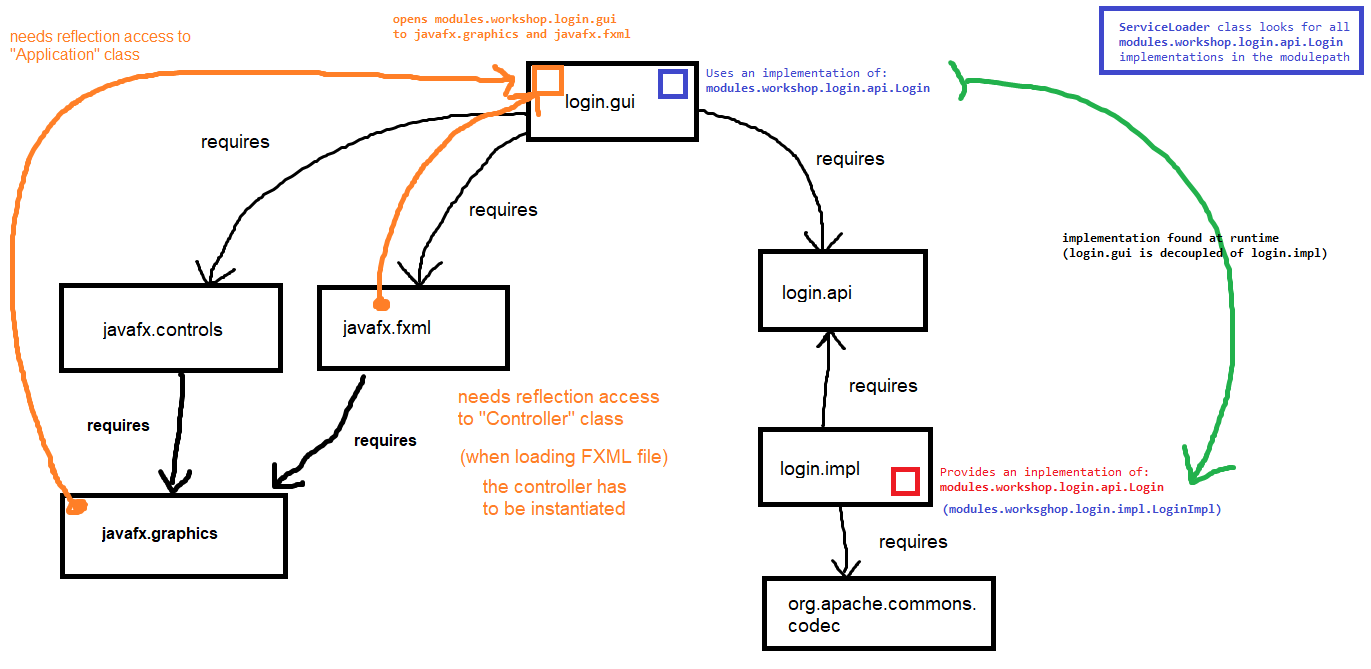 needs reflection access to
"Application" class
opens modules.workshop.login.gui
to javafx.graphics and javafx.fxml
ServiceLoader class looks for all
modules.workshop.login.api.Login
implementations in the modulepath
Uses an implementation of:
modules.workshop.login.api.Login
login.gui
requires
requires
requires
implementation found at runtime
(login.gui is decoupled of login.impl)
login.api
javafx.controls
javafx.fxml
requires
needs reflection access
to "Controller" class
requires
requires
(when loading FXML file)
the controller has
to be instantiated
login.impl
Provides an inplementation of:
modules.workshop.login.api.Login
(modules.worksghop.login.impl.LoginImpl)
javafx.graphics
requires
org.apache.commons.
codec